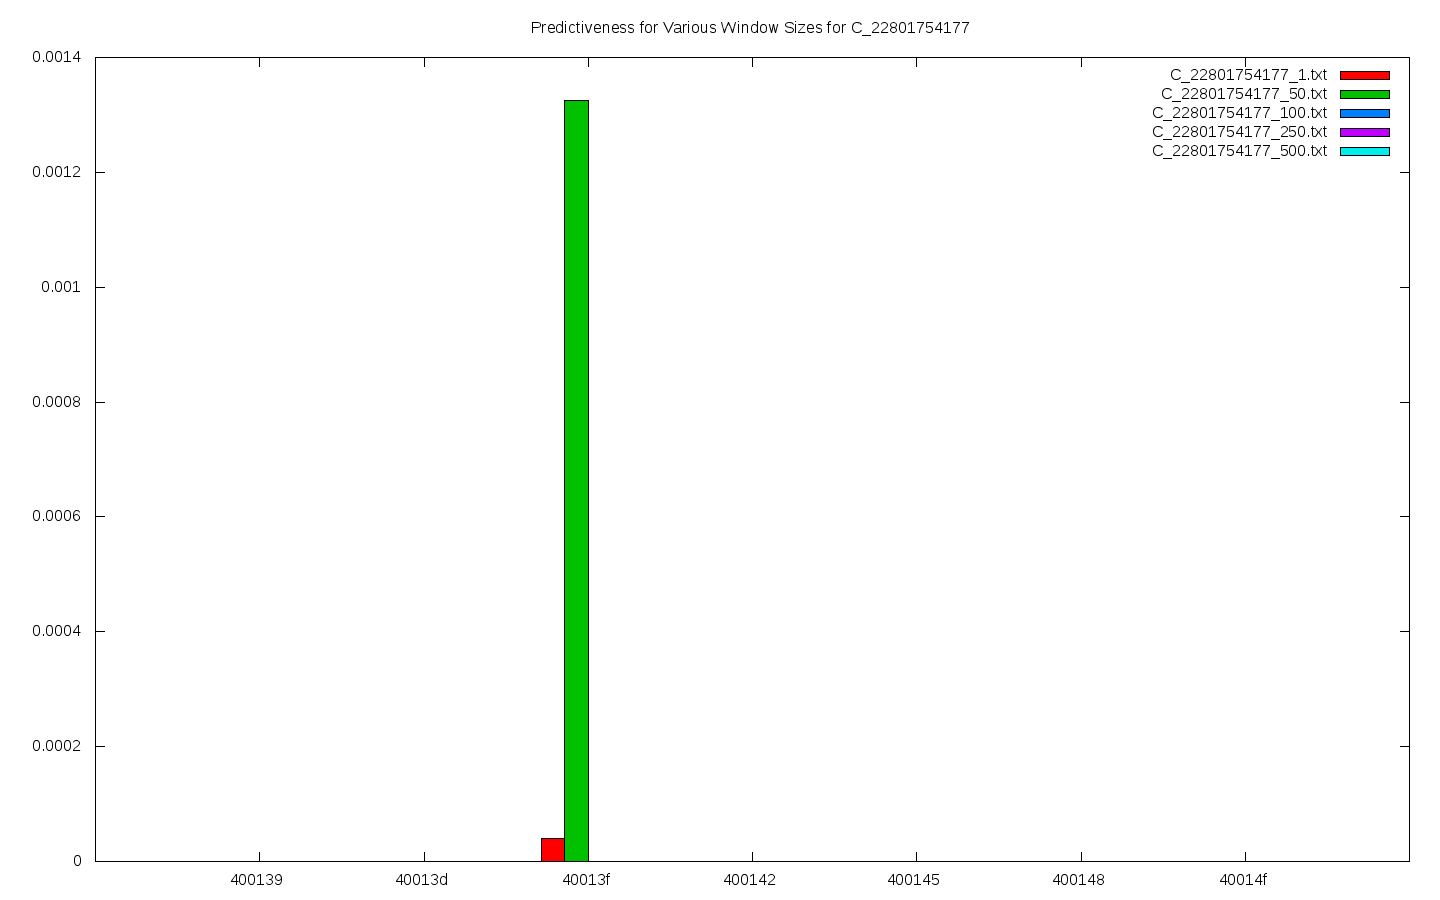 Predictiveness for Various Window Sizes for C_22801754177
0.0014
0.0012
0.001
0.0008
0.0006
0.0004
0.0002
0
C_22801754177_1.txt
C_22801754177_50.txt
C_22801754177_100.txt
C_22801754177_250.txt
C_22801754177_500.txt
400139 40013d 40013f 400142 400145 400148 40014f